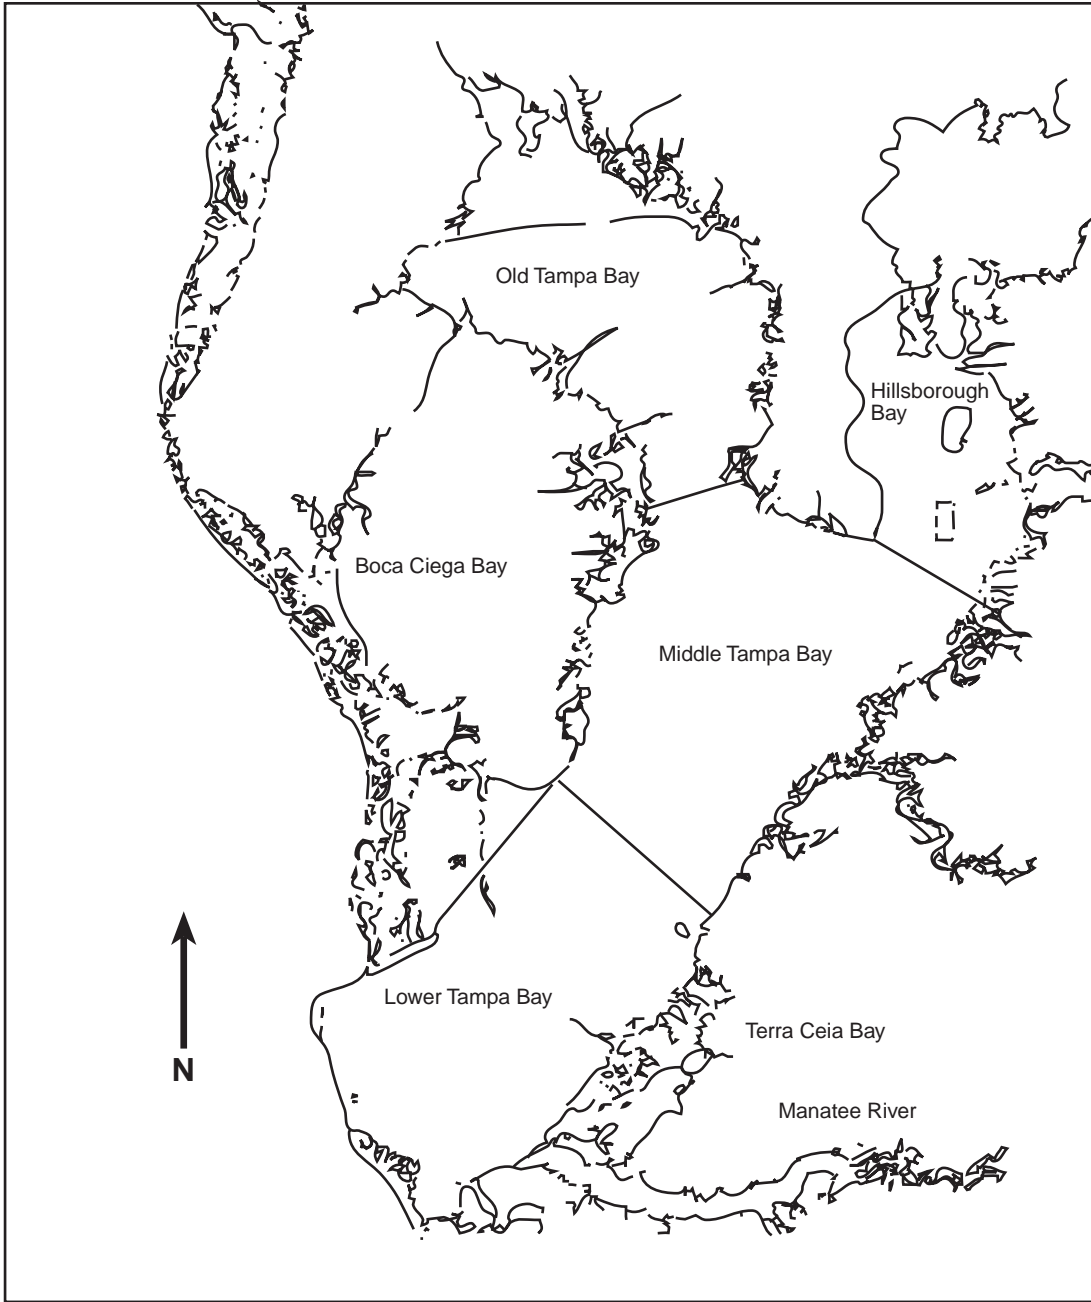 Old Tampa Bay
Hillsborough
Bay
Boca Ciega Bay
Middle Tampa Bay
Lower Tampa Bay
Terra Ceia Bay
N
Manatee River